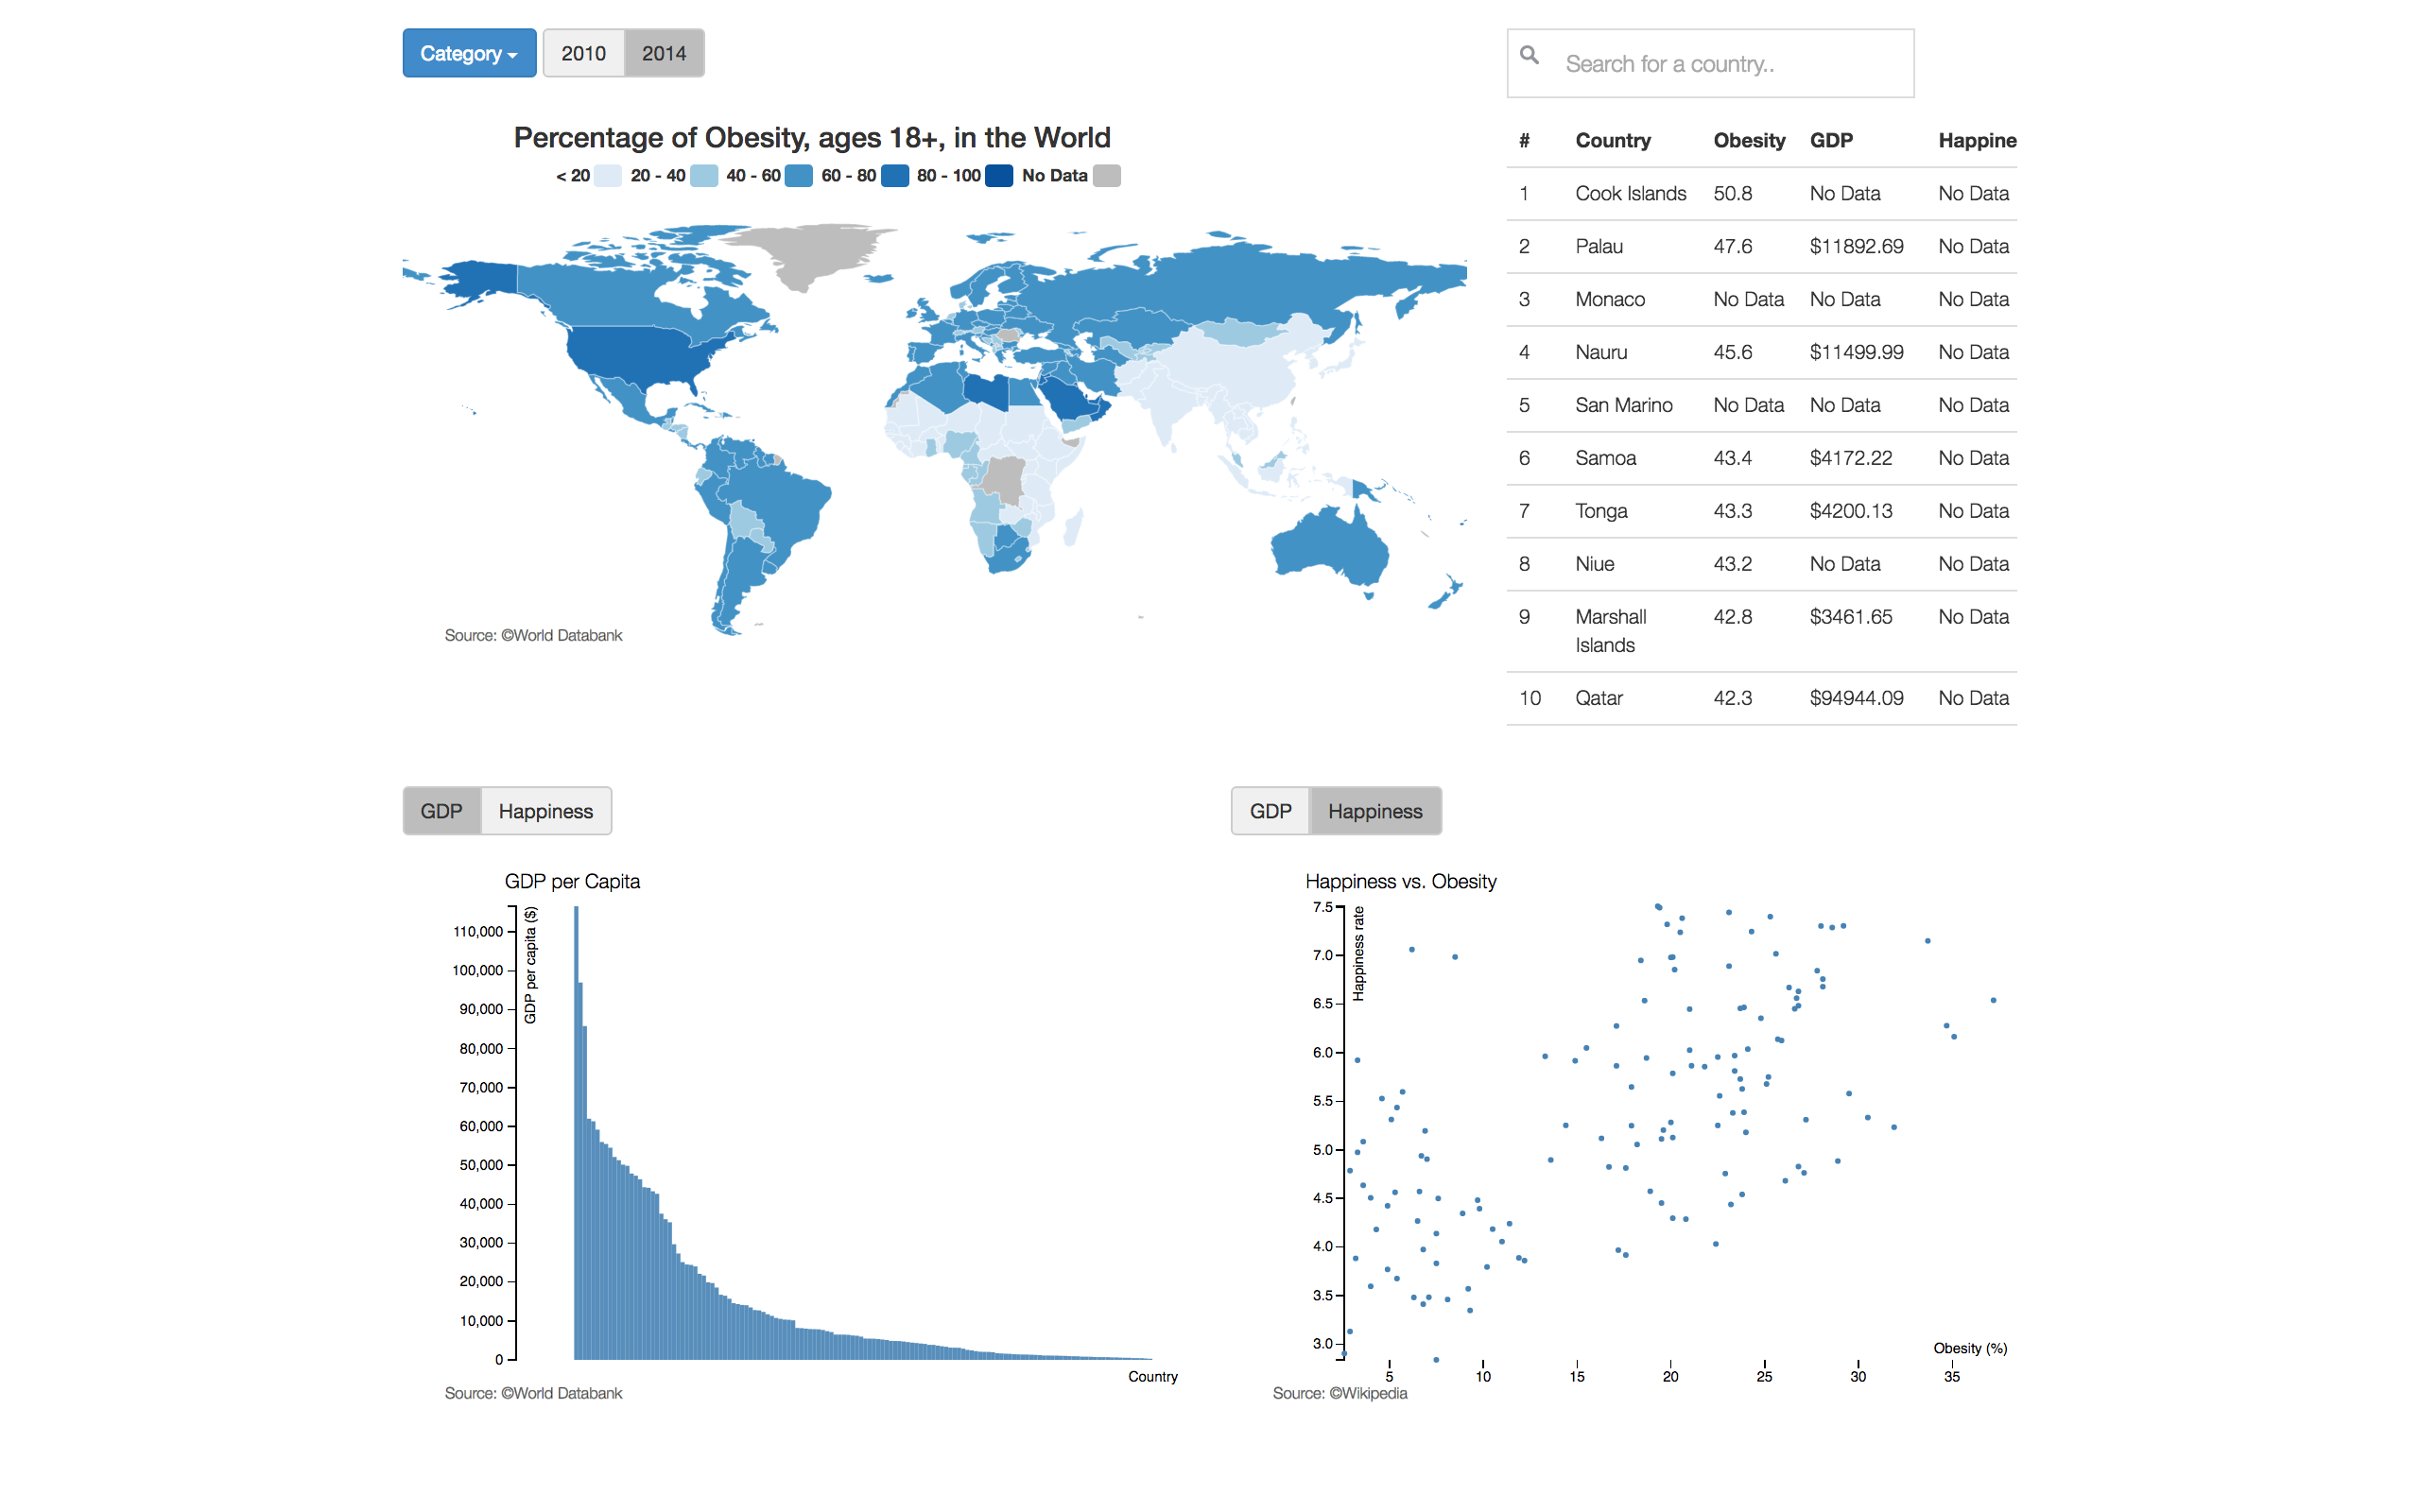 Category
2010 2014
Search for a country..
Percentage of Obesity, ages 18+, in the World
< 20 20 - 40 40 - 60 60 - 80 80 - 100 No Data
Source: ©World Databank
# Country Obesity GDP Happine
1 Cook Islands 50.8 No Data No Data
2 Palau 47.6 $11892.69 No Data
3 Monaco No Data No Data No Data
4 Nauru 45.6 $11499.99 No Data
5 San Marino No Data No Data No Data
6 Samoa 43.4 $4172.22 No Data
7 Tonga 43.3 $4200.13 No Data
8 Niue 43.2 No Data No Data
9 Marshall 42.8 $3461.65 No Data
Islands
10 Qatar 42.3 $94944.09 No Data
GDP Happiness
GDP per Capita
GDP per capita ($)
110,000
100,000
90,000
80,000
70,000
60,000
50,000
40,000
30,000
20,000
10,000
0
Country
Source: ©World Databank
GDP Happiness
Happiness vs. Obesity
Happiness rate
7.5
7.0
6.5
6.0
5.5
5.0
4.5
4.0
3.5
3.0
Obesity (%)
5 10 15 20 25 30 35
Source: ©Wikipedia